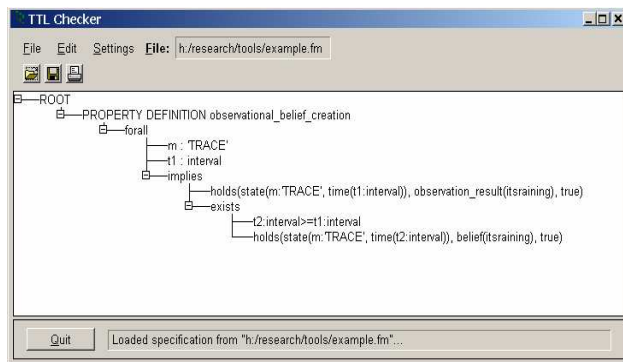 TTL Checker
File Edit Settings File: h:/research/tools/example.fm
ROOT
PROPERTY DEFINITION observational_belief_creation
forall
m : 'TRACE'
t1 : interval
implies
holds(state(m:'TRACE', time(t1:interval)), observation_result(itsraining), true)
exists
t2:interval>=t1:interval
holds(state(m:'TRACE', time(t2:interval)), belief(itsraining), true)
Quit Loaded specification from "h:/research/tools/example.fm"...